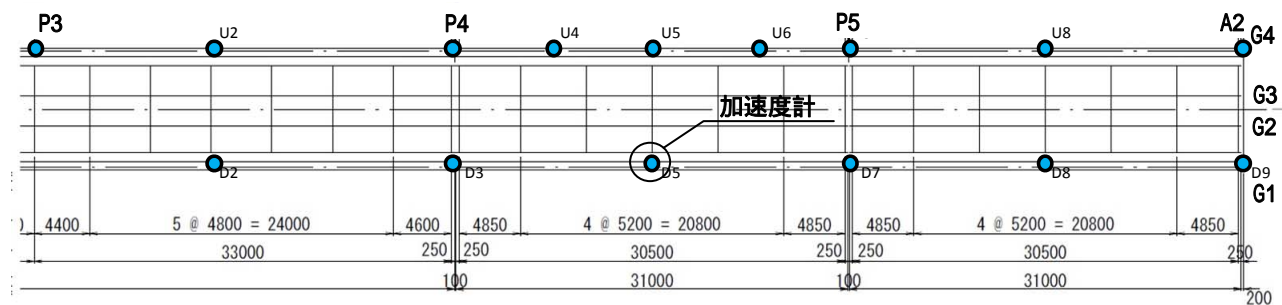 P3 P4 P5 A2
U2 U4 U5 U6 U8 G4
G3
加速度計
G2
D2 D3 D5 D7 D8 D9
G1
4400 5 @ 4800 = 24000 4600 4850 4 @ 5200 = 20800 4850 4850 4 @ 5200 = 20800 4850
33000 250 250 30500 250 250 30500 250
100 31000 100 31000
200